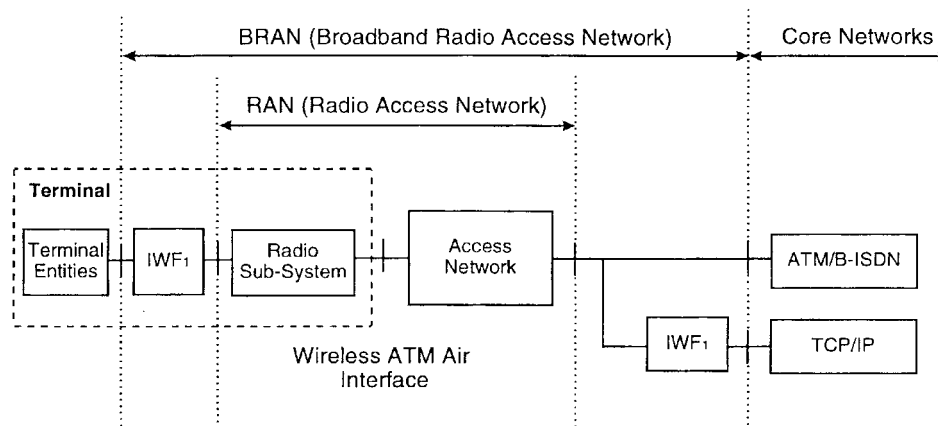 BRAN (Broadband Radio Access Network)
Core Networks
RAN (Radio Access Network)
Terminal
Terminal
Entities
IWF1
Radio
Sub-System
Access
Network
ATM/B-ISDN
Wireless ATM Air
Interface
IWF1
TCP/IP